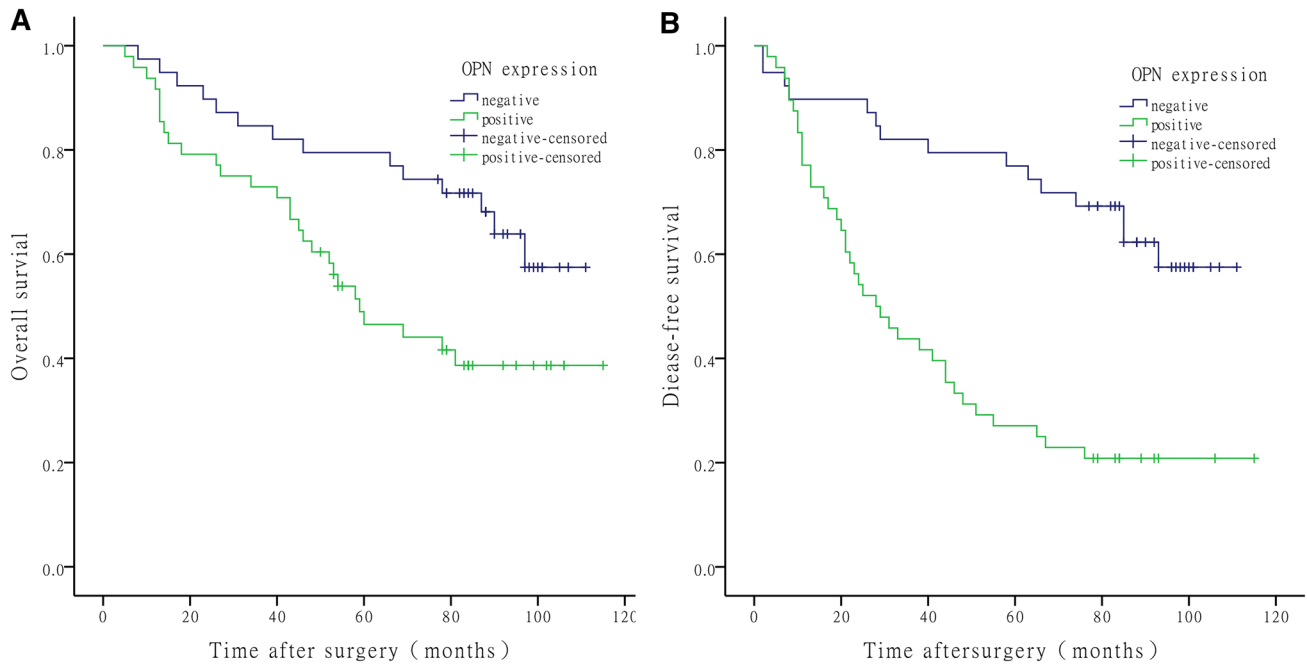 A
Overall survial
1.0
0.8
0.6
0.4
0.2
0.0
OPN expression
negative
positive
negative-censored
positive-censored
0 20 40 60 80 100 120
Time after surgery（months）
B
Diease-free survival
1.0
0.8
0.6
0.4
0.2
0.0
OPN expression
negative
positive
negative-censored
positive-censored
0 20 40 60 80 100 120
Time aftersurgery（months）